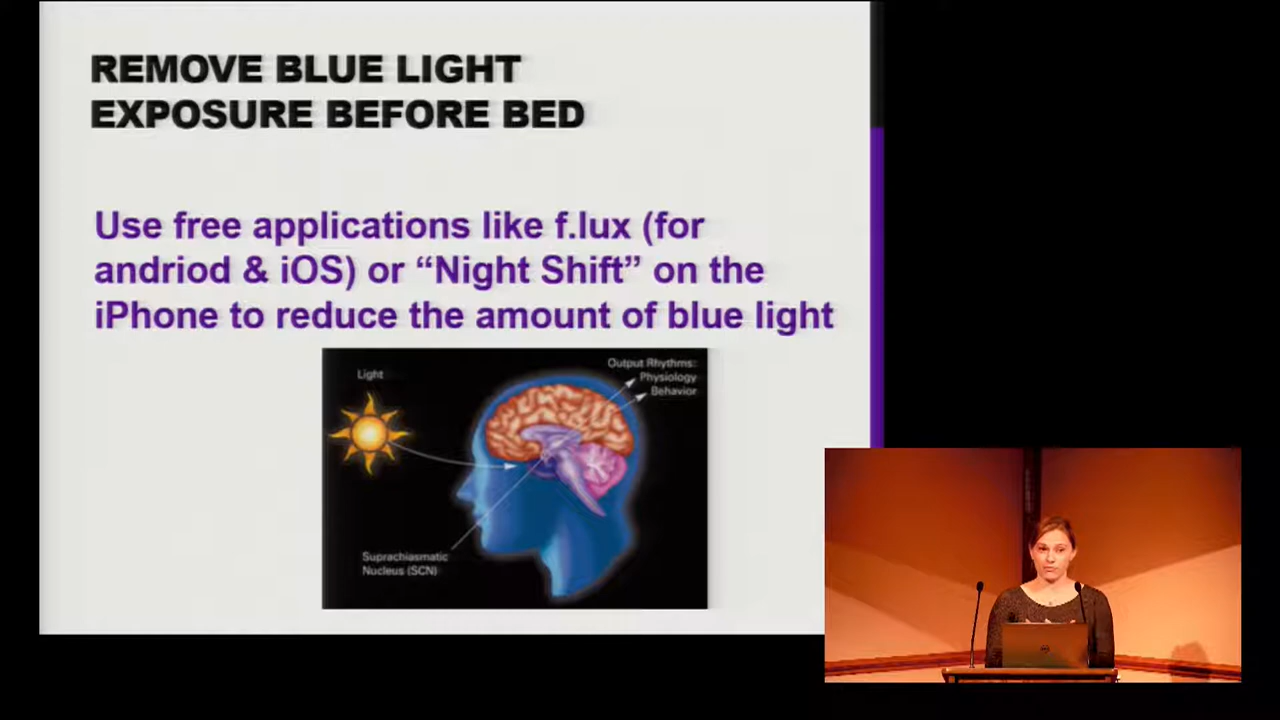 REMOVE BLUE LIGHT
EXPOSURE BEFORE BED
Use free applications like f.lux (for
andriod & iOS) or “Night Shift” on the
iPhone to reduce the amount of blue light
Light
Output Rhythms:
Physiology
Behavior
Suprachiasmatic
Nucleus (SCN)